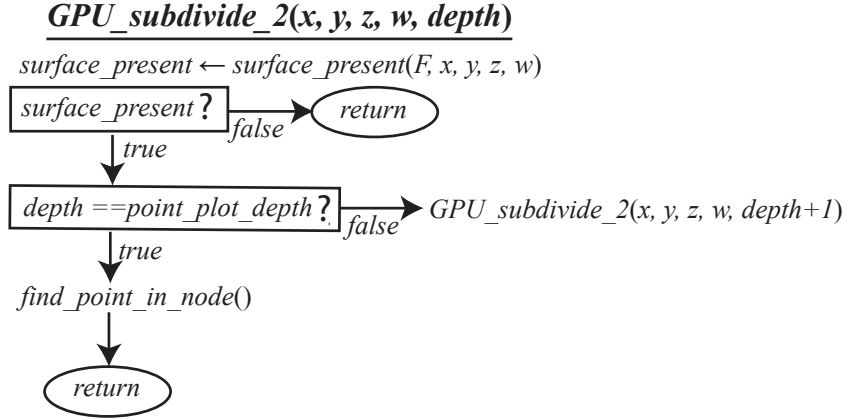 GPU_subdivide_2(x, y, z, w, depth)
surface_present ← surface_present(F, x, y, z, w)
surface_present ?
false
return
true
depth ==point_plot_depth ?
false
GPU_subdivide_2(x, y, z, w, depth+1)
true
find_point_in_node()
return